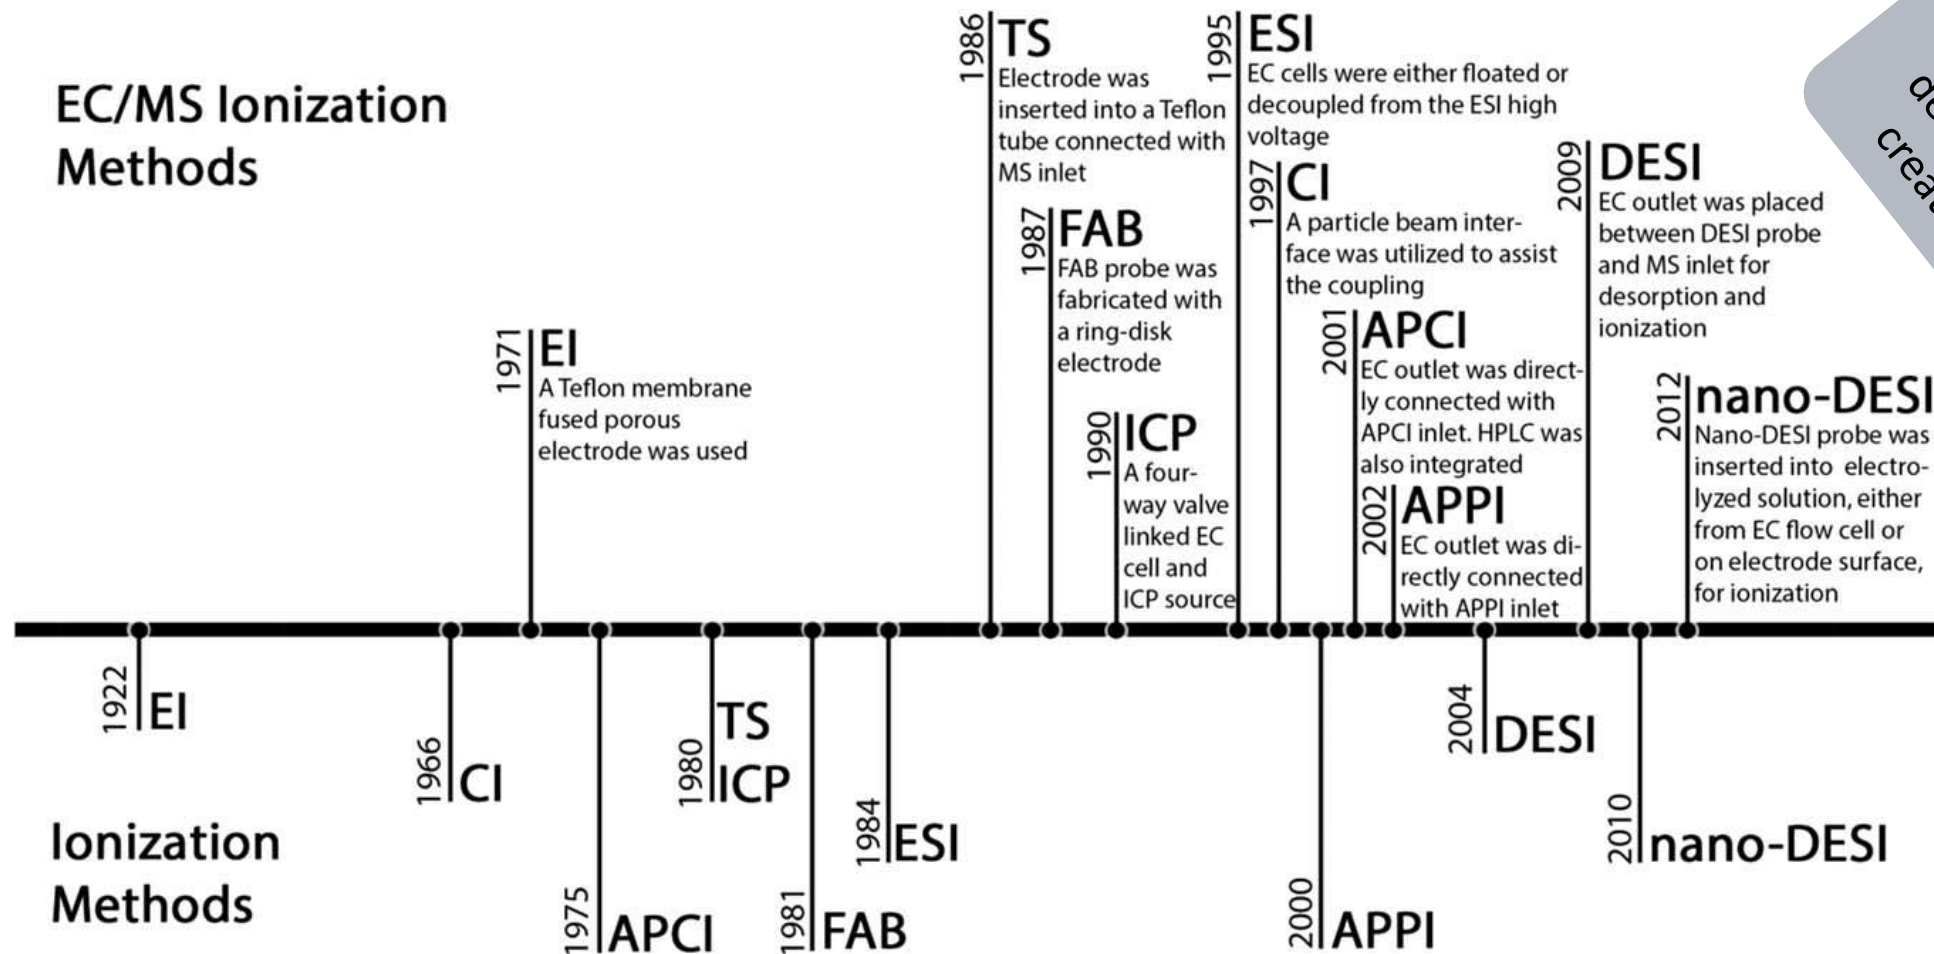 EC/MS Ionization
Methods
1971
EI
A Teflon membrane
fused porous
electrode was used
1986
TS
Electrode was
inserted into a Teflon
tube connected with
MS inlet
1987
FAB
FAB probe was
fabricated with
a ring-disk
electrode
1990
ICP
A four-
way valve
linked EC
cell and
ICP source
1995
ESI
EC cells were either floated or
decoupled from the ESI high
voltage
1997
CI
A particle beam inter-
face was utilized to assist
the coupling
2001
APCI
EC outlet was direct-
ly connected with
APCI inlet. HPLC was
also integrated
2002
APPI
EC outlet was di-
rectly connected
with APPI inlet
2009
DESI
EC outlet was placed
between DESI probe
and MS inlet for
desorption and
ionization
2012
nano-DESI
Nano-DESI probe was
inserted into electro-
lyzed solution, either
from EC flow cell or
on electrode surface,
for ionization
Ionization
Methods
1922
EI
1966
CI
1975
APCI
1980
TS
ICP
1981
FAB
1984
ESI
2000
APPI
2004
DESI
2010
nano-DESI